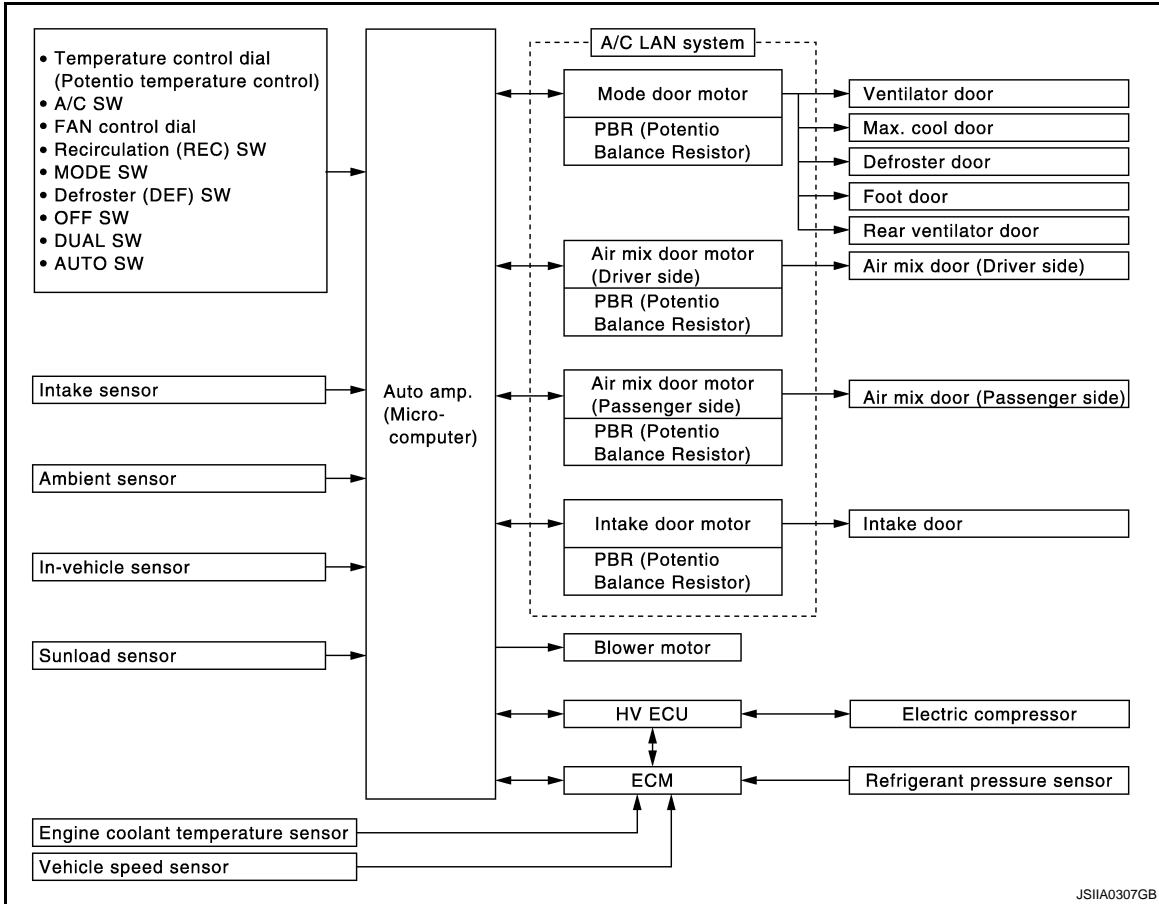 • Temperature control dial
(Potentio temperature control)
• A/C SW
• FAN control dial
• Recirculation (REC) SW
• MODE SW
• Defroster (DEF) SW
• OFF SW
• DUAL SW
• AUTO SW
Intake sensor
Ambient sensor
In-vehicle sensor
Sunload sensor
Engine coolant temperature sensor
Vehicle speed sensor
Auto amp.
(Micro-
computer)
A/C LAN system
Mode door motor
PBR (Potentio
Balance Resistor)
Air mix door motor
(Driver side)
PBR (Potentio
Balance Resistor)
Air mix door motor
(Passenger side)
PBR (Potentio
Balance Resistor)
Intake door motor
PBR (Potentio
Balance Resistor)
Blower motor
HV ECU
ECM
Ventilator door
Max. cool door
Defroster door
Foot door
Rear ventilator door
Air mix door (Driver side)
Air mix door (Passenger side)
Intake door
Electric compressor
Refrigerant pressure sensor
JSIIA0307GB